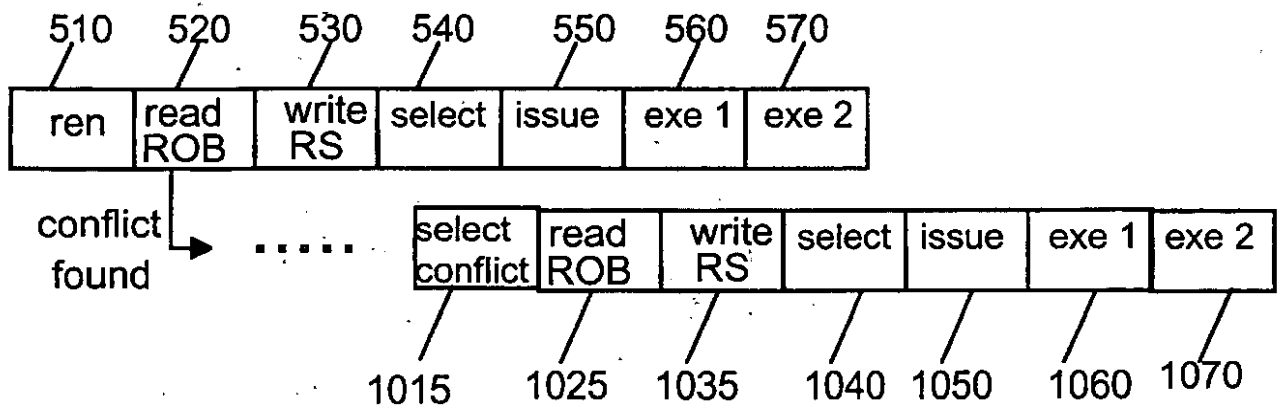 510 520 530 540 550 560 570
ren read ROB write RS select issue exe 1 exe 2
conflict found
select conflict read ROB write RS select issue exe 1 exe 2
1015 1025 1035 1040 1050 1060 1070